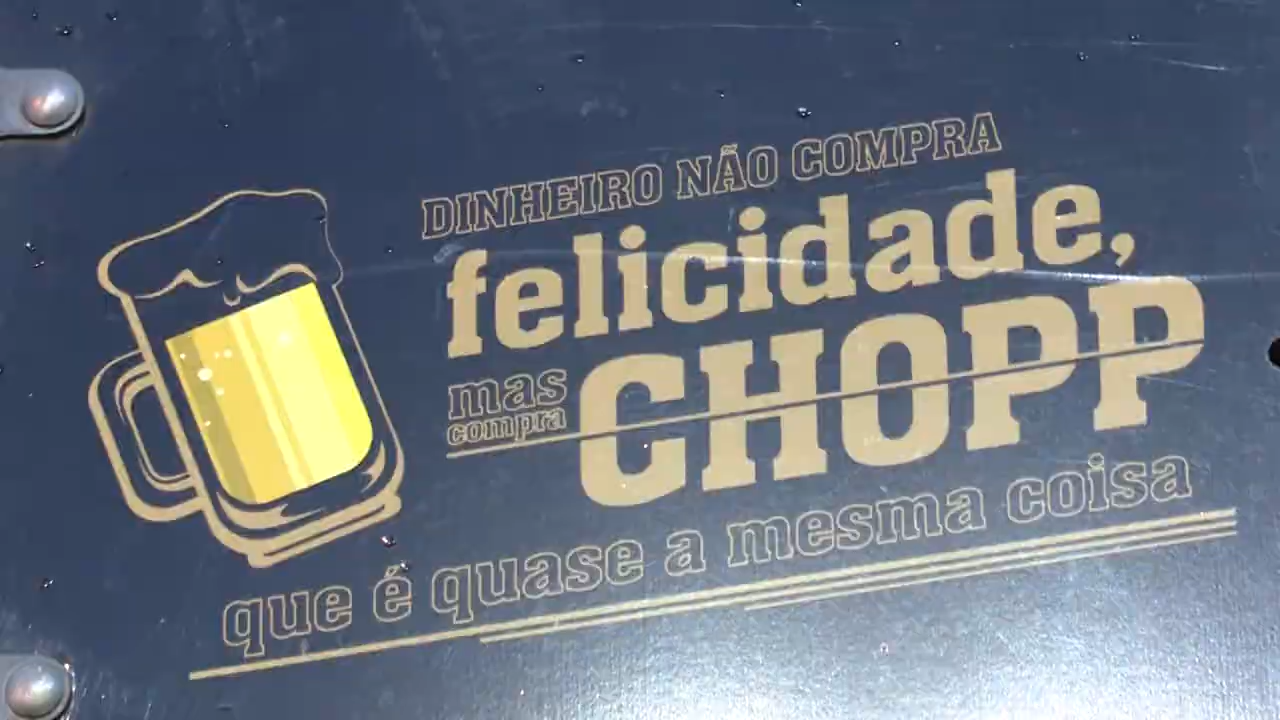 DINHEIRO NÃO COMPRA
felicidade,
mas
compra
CHOPP
que é quase a mesma coisa